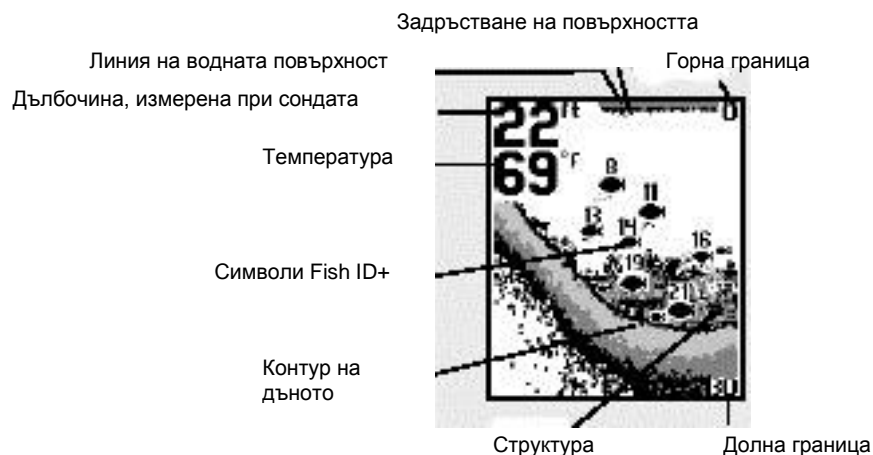 Задръстване на повърхността
Линия на водната повърхност
Горна граница
Дълбочина, измерена при сондата
22 ft
0
Температура
69 °F
8
11
13
14
16
Символи Fish ID+
19
21
Контур на
дъното
30
Структура
Долна граница